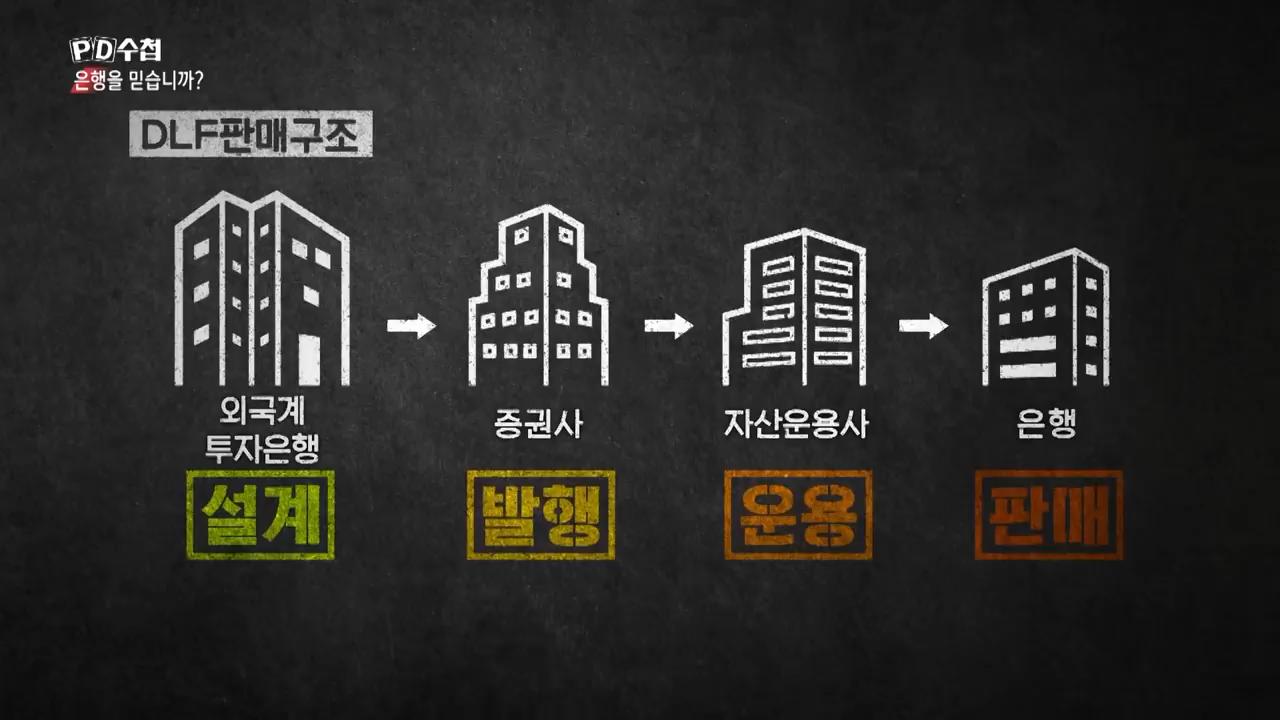 PD수첩
은행을 믿습니까?
DLF판매구조
외국계
투자은행
설계
증권사
발행
자산운용사
운용
은행
판매